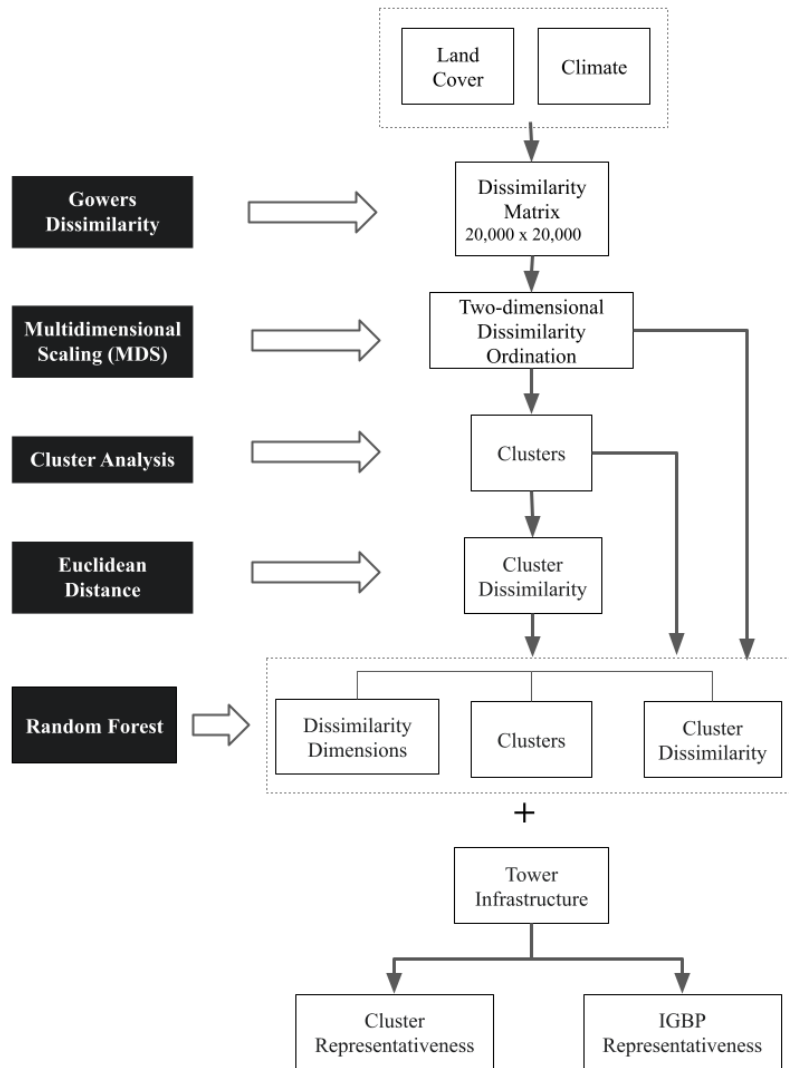 Land
Cover
Climate
Gowers
Dissimilarity
Dissimilarity
Matrix
20,000 x 20,000
Multidimensional
Scaling (MDS)
Two-dimensional
Dissimilarity
Ordination
Cluster Analysis
Clusters
Euclidean
Distance
Cluster
Dissimilarity
Random Forest
Dissimilarity
Dimensions
Clusters
Cluster
Dissimilarity
+
Tower
Infrastructure
Cluster
Representativeness
IGBP
Representativeness